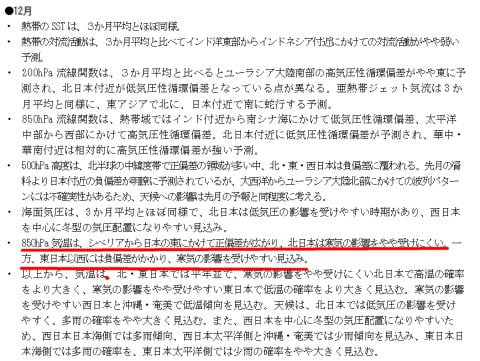 ●12月
・ 熱帯の SST は、３か月平均とほぼ同様。
・ 熱帯の対流活動は、３か月平均と比べてインド洋東部からインドネシア付近にかけての対流活動がやや弱い
予測。
・ 200hPa 流線関数は、３か月平均と比べるとユーラシア大陸南部の高気圧性循環偏差がやや東に予
測され、北日本付近が低気圧性循環偏差となっている点が異なる。亜熱帯ジェット気流は３か
月平均と同様に、東アジアで北に、日本付近で南に蛇行する予測。
・ 850hPa 流線関数は、熱帯域ではインド付近から南シナ海にかけて低気圧性循環偏差、太平洋
中部から西部にかけて高気圧性循環偏差。北日本付近に低気圧性循環偏差が予測され、華中・
華南付近は相対的に高気圧性循環偏差が強い予測。
・ 500hPa 高度は、北半球の中緯度帯で正偏差の領域が多い中、北・東・西日本は負偏差に覆われる。先月の資
料より日本付近の負偏差が明瞭に予測されているが、大西洋からユーラシア大陸北部にかけての波列パター
ンには不確実性があるため、天候への影響は先月の予報と同程度に考える。
・ 海面気圧は、３か月平均とほぼ同様で、北日本は低気圧の影響を受けやすい時期があり、西日本
を中心に冬型の気圧配置になりやすい見込み。
・ 850hPa 気温は、シベリアから日本の東にかけて正偏差が広がり、北日本は寒気の影響をやや受けにくい。一
方、東日本以西には負偏差がかかり、寒気の影響を受けやすい見込み。
・ 以上から、気温は、北・東日本では平年並で、寒気の影響をやや受けにくい北日本で高温の確率
をより大きく、寒気の影響をやや受けやすい東日本で低温の確率をより大きく見込む。寒気の影響
を受けやすい西日本と沖縄・奄美で低温傾向を見込む。天候は、北日本では低気圧の影響を受け
やすく、多雨の確率をやや大きく見込む。また、西日本を中心に冬型の気圧配置になりやすいた
め、西日本日本海側では多雨傾向、西日本太平洋側と沖縄・奄美では少雨傾向を見込み、東日本日
本海側では多雨の確率を、東日本太平洋側では少雨の確率をやや大きく見込む。